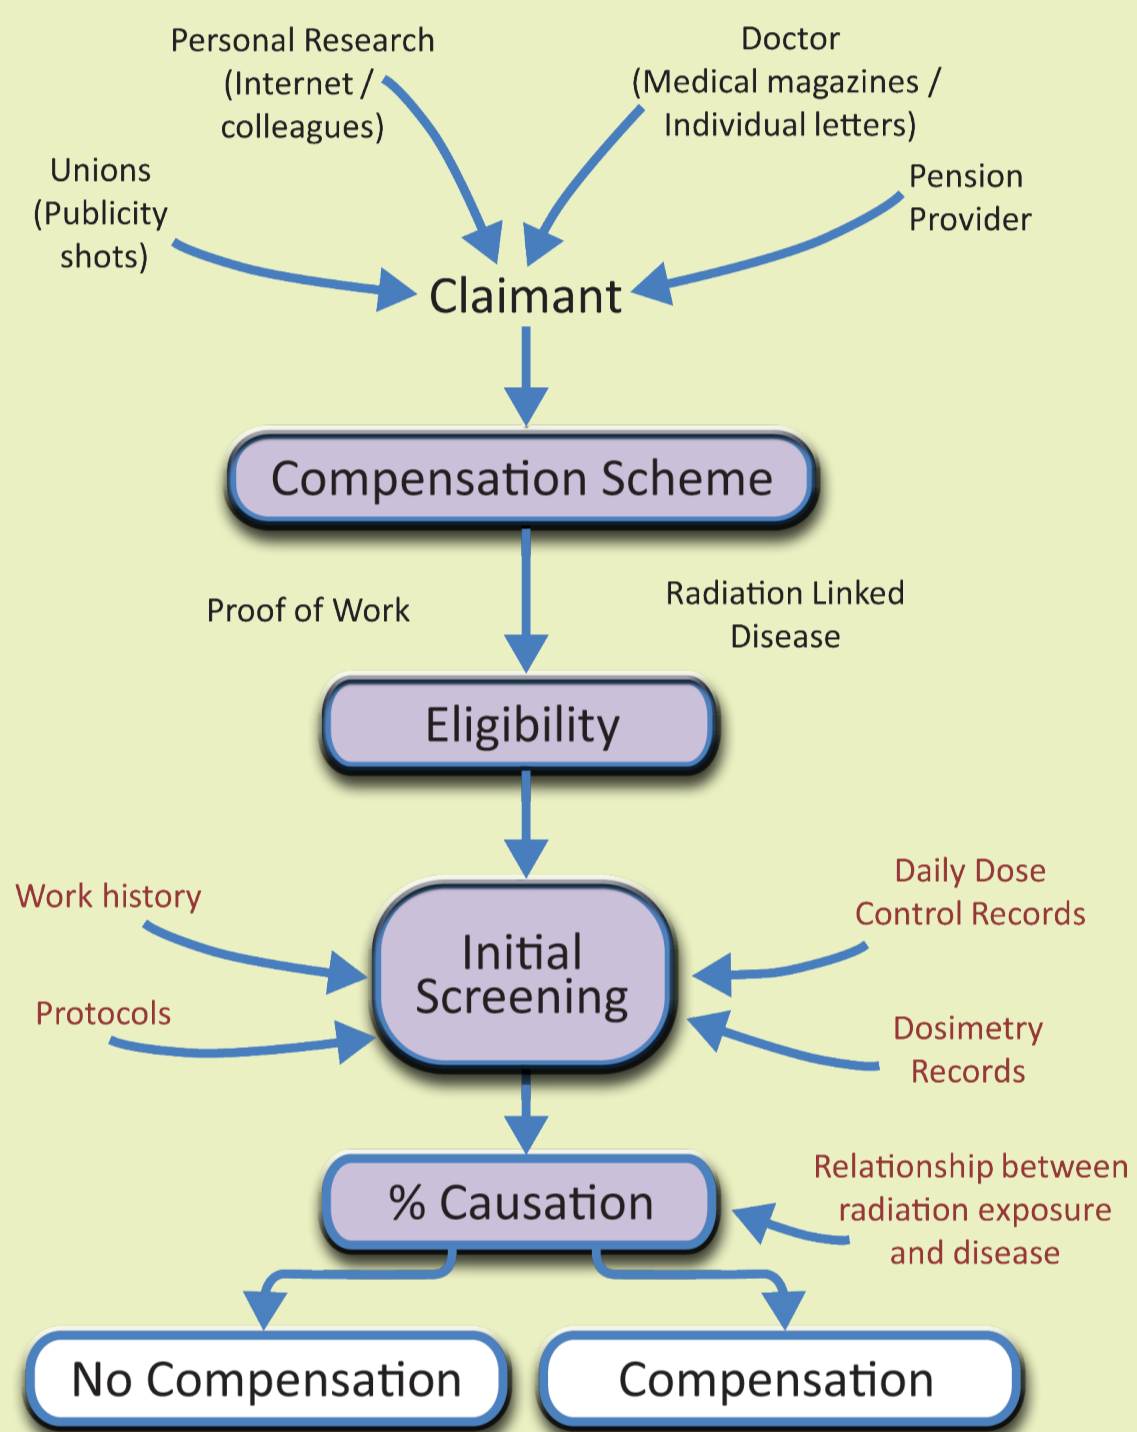 Personal Research
(Internet /
colleagues)
Doctor
(Medical magazines /
Individual letters)
Unions
(Publicity
shots)
Pension
Provider
Claimant
Compensation Scheme
Proof of Work
Radiation Linked
Disease
Eligibility
Work history
Protocols
Initial
Screening
Daily Dose
Control Records
Dosimetry
Records
% Causation
Relationship between
radiation exposure
and disease
No Compensation
Compensation